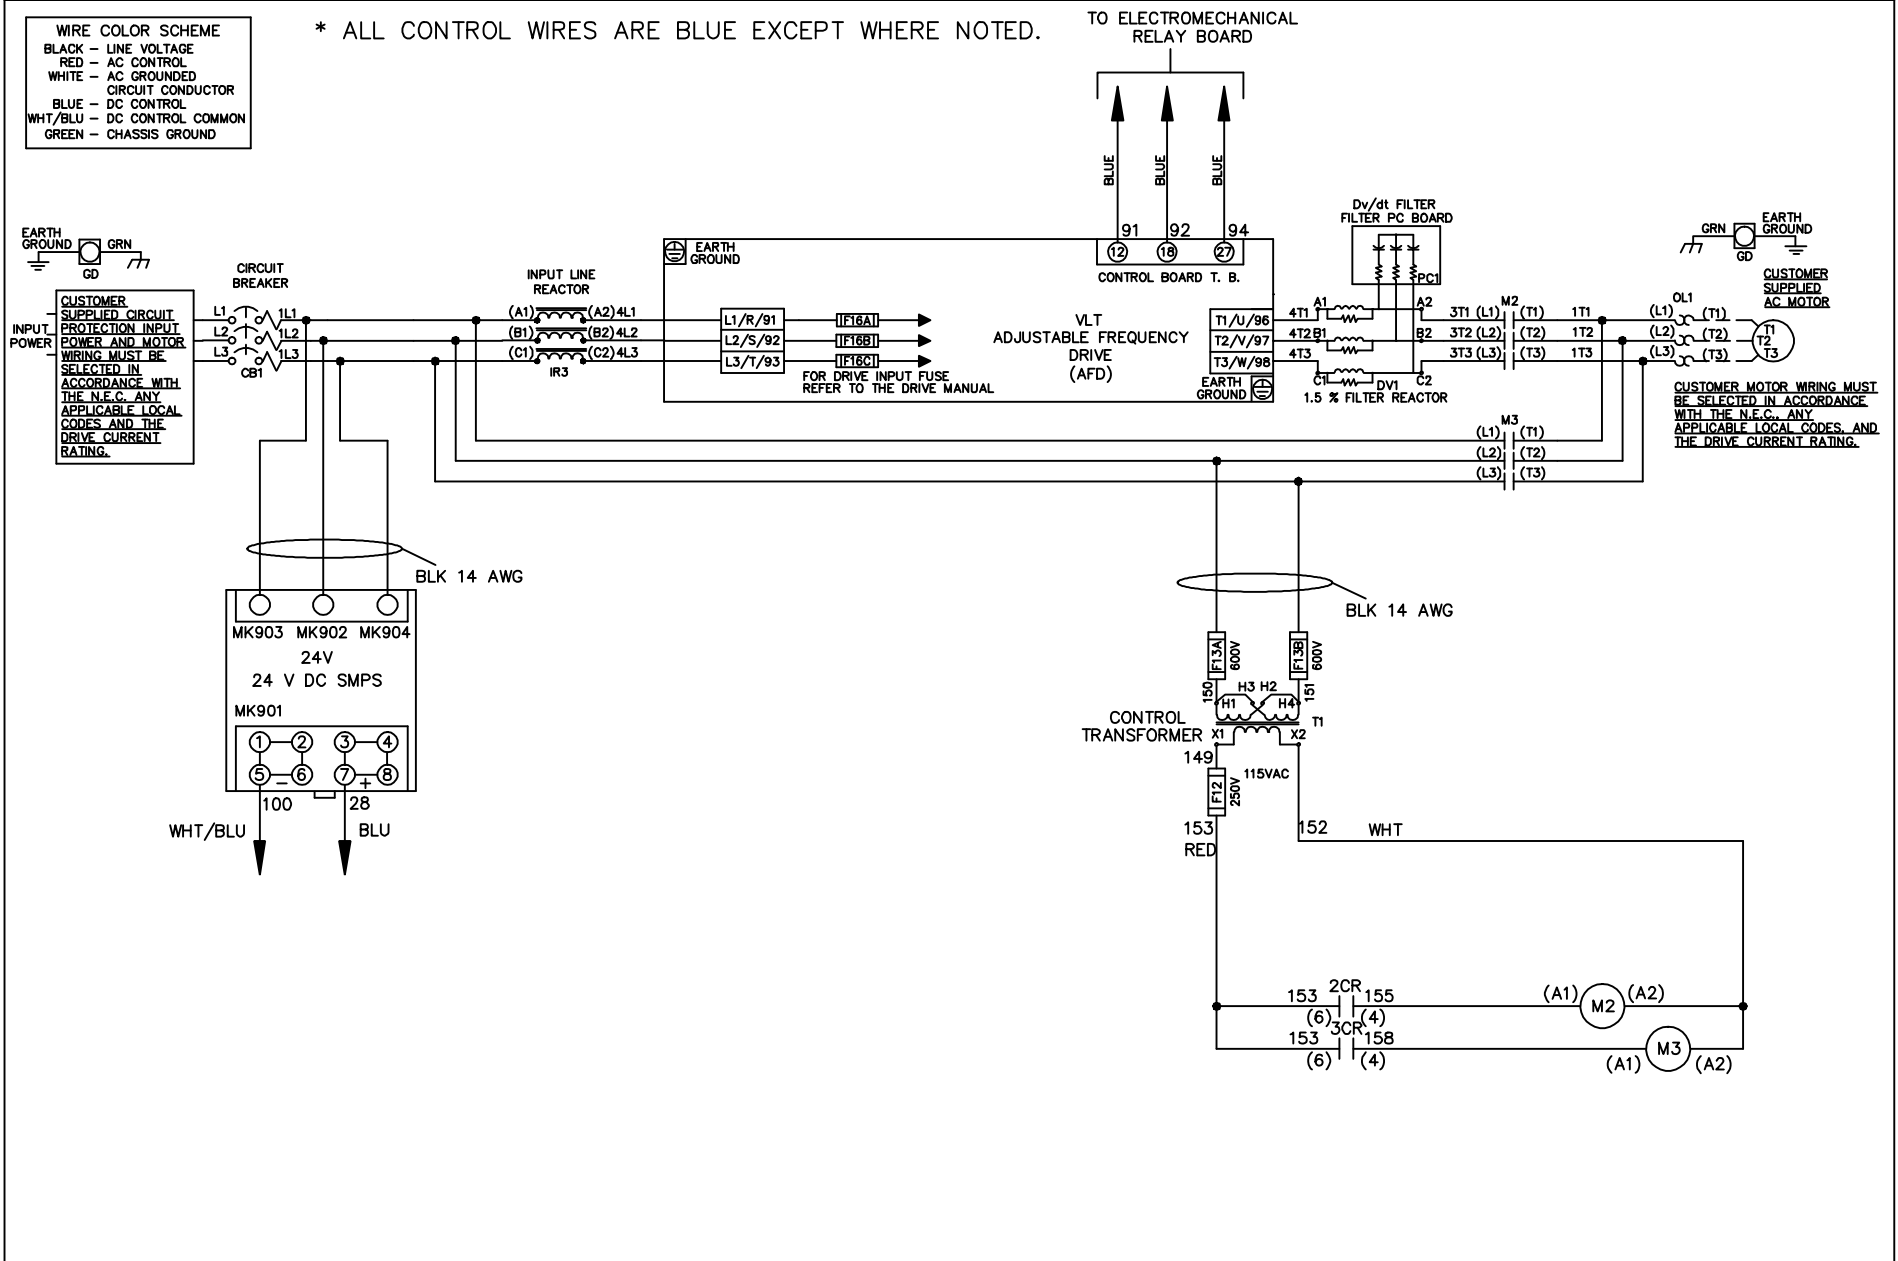 WIRE COLOR SCHEME
BLACK – LINE VOLTAGE
RED – AC CONTROL
WHITE – AC GROUNDED
CIRCUIT CONDUCTOR
BLUE – DC CONTROL
WHT/BLU – DC CONTROL COMMON
GREEN – CHASSIS GROUND
* ALL CONTROL WIRES ARE BLUE EXCEPT WHERE NOTED.
TO ELECTROMECHANICAL
RELAY BOARD
BLUE
BLUE
BLUE
91 92 94
12 18 27
CONTROL BOARD T. B.
EARTH
GROUND
GRN
GD
INPUT
POWER
CUSTOMER
SUPPLIED CIRCUIT
PROTECTION INPUT
POWER AND MOTOR
WIRING MUST BE
SELECTED IN
ACCORDANCE WITH
THE N.E.C. ANY
APPLICABLE LOCAL
CODES AND THE
DRIVE CURRENT
RATING.
CIRCUIT
BREAKER
L1 1L1
L2 1L2
L3 1L3
CB1
INPUT LINE
REACTOR
(A1) (A2) 4L1
(B1) (B2) 4L2
(C1) (C2) 4L3
IR3
EARTH
GROUND
L1/R/91
L2/S/92
L3/T/93
IF16A
IF16B
IF16C
FOR DRIVE INPUT FUSE
REFER TO THE DRIVE MANUAL
VLT
ADJUSTABLE FREQUENCY
DRIVE
(AFD)
T1/U/96
T2/V/97
T3/W/98
EARTH
GROUND
Dv/dt FILTER
FILTER PC BOARD
PC1
4T1 A1 A2
4T2 B1 B2
4T3
C1 DV1 C2
1.5 % FILTER REACTOR
M2
3T1 (L1) (T1) 1T1
3T2 (L2) (T2) 1T2
3T3 (L3) (T3) 1T3
M3
(L1) (T1)
(L2) (T2)
(L3) (T3)
GRN
EARTH
GROUND
GD
CUSTOMER
SUPPLIED
AC MOTOR
OL1
(L1) (T1)
(L2) (T2)
(L3) (T3)
T1
T2
T3
CUSTOMER MOTOR WIRING MUST
BE SELECTED IN ACCORDANCE
WITH THE N.E.C., ANY
APPLICABLE LOCAL CODES, AND
THE DRIVE CURRENT RATING.
BLK 14 AWG
MK903 MK902 MK904
24V
24 V DC SMPS
MK901
1 2 3 4
5 – 6 7 + 8
100 28
WHT/BLU BLU
BLK 14 AWG
F13A
600V
F13B
600V
150
151
H3 H2
H1 H4
T1
CONTROL
TRANSFORMER
X1 X2
149
115VAC
F12
250V
153
RED
152 WHT
2CR
153 155
(6) (4)
(A1) M2 (A2)
3CR
153 158
(6) (4)
(A1) M3 (A2)